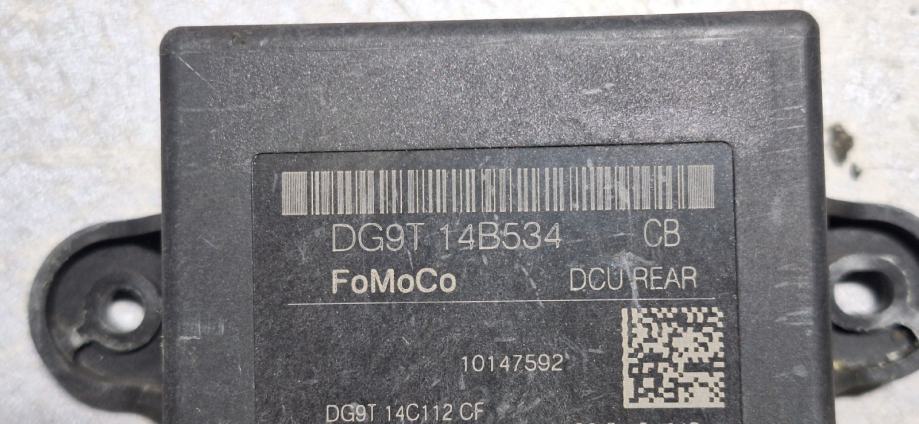 DG9T 14B534 CB
FoMoCo DCU REAR
10147592
DG9T 14C112 CF